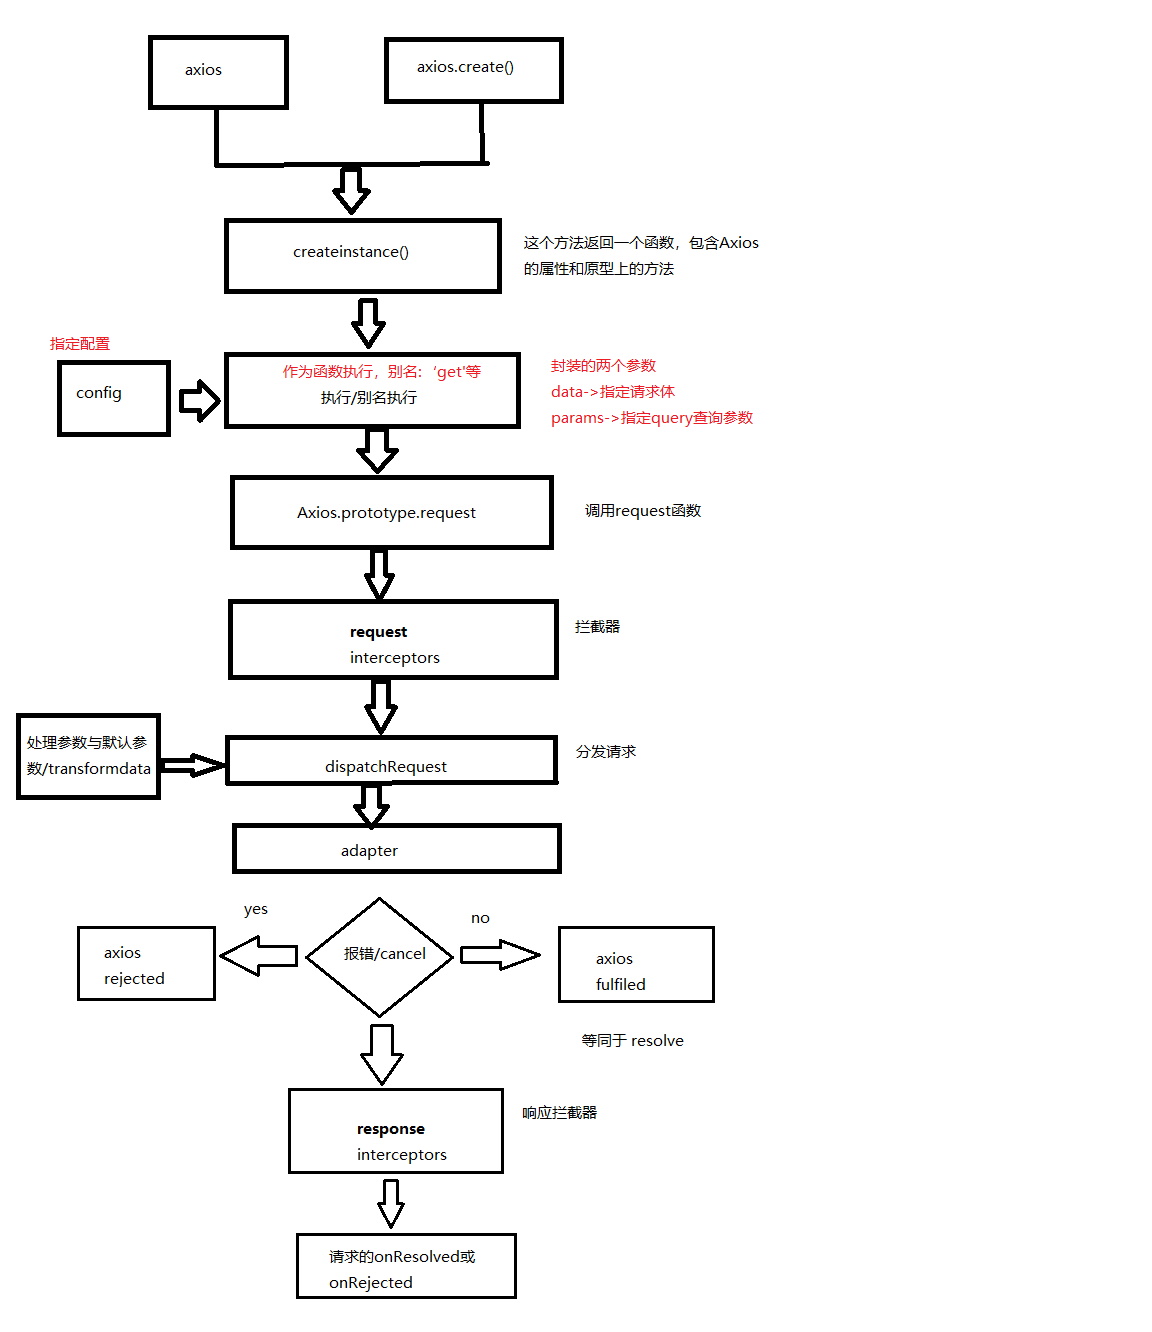 axios
axios.create()
createinstance()
这个方法返回一个函数，包含Axios
的属性和原型上的方法
指定配置
config
作为函数执行，别名：‘get'等
执行/别名执行
封装的两个参数
data->指定请求体
params->指定query查询参数
Axios.prototype.request
调用request函数
request
interceptors
拦截器
处理参数与默认参
数/transformdata
dispatchRequest
分发请求
adapter
yes
no
axios
rejected
报错/cancel
axios
fulfiled
等同于 resolve
response
interceptors
响应拦截器
请求的onResolved或
onRejected